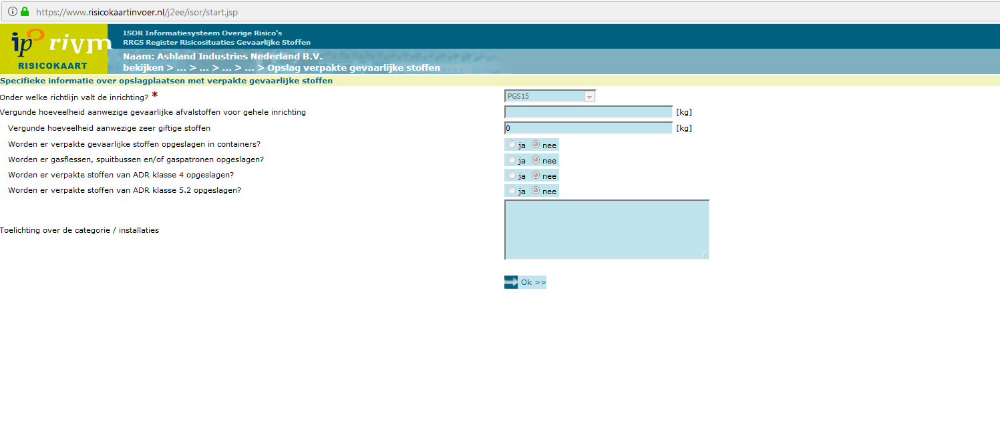 https://www.risicokaartinvoer.nl/j2ee/isor/start.jsp
ipo rivm
RISICOKAART
ISOR Informatiesysteem Overige Risico's
RRGS Register Risicosituaties Gevaarlijke Stoffen
Naam: Ashland Industries Nederland B.V.
bekijken > ... > ... > ... > ... > Opslag verpakte gevaarlijke stoffen
Specifieke informatie over opslagplaatsen met verpakte gevaarlijke stoffen
Onder welke richtlijn valt de inrichting? * PGS15
Vergunde hoeveelheid aanwezige gevaarlijke afvalstoffen voor gehele inrichting [kg]
Vergunde hoeveelheid aanwezige zeer giftige stoffen 0 [kg]
Worden er verpakte gevaarlijke stoffen opgeslagen in containers? ja nee
Worden er gasflessen, spuitbussen en/of gaspatronen opgeslagen? ja nee
Worden er verpakte stoffen van ADR klasse 4 opgeslagen? ja nee
Worden er verpakte stoffen van ADR klasse 5.2 opgeslagen? ja nee
Toelichting over de categorie / installaties
Ok >>